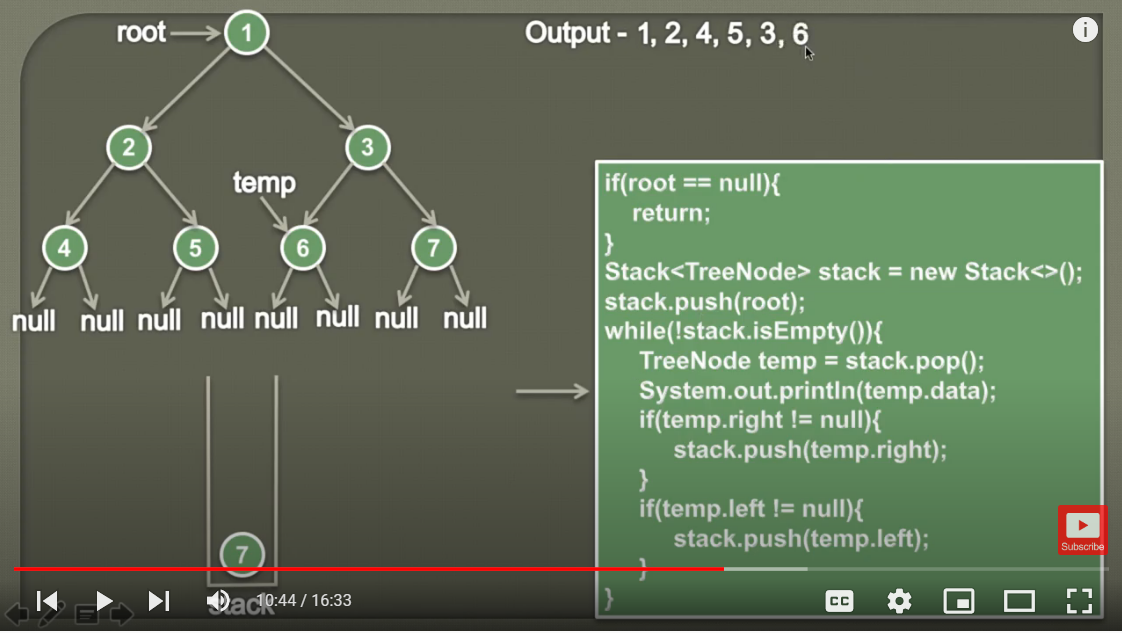 root
1
Output - 1, 2, 4, 5, 3, 6
i
2
3
temp
4
5
6
7
null null null null null null null null
if(root == null){
return;
}
Stack<TreeNode> stack = new Stack<>();
stack.push(root);
while(!stack.isEmpty()){
TreeNode temp = stack.pop();
System.out.println(temp.data);
if(temp.right != null){
stack.push(temp.right);
}
if(temp.left != null){
stack.push(temp.left);
}
}
7
stack
Subscribe
10:44 / 16:33
CC